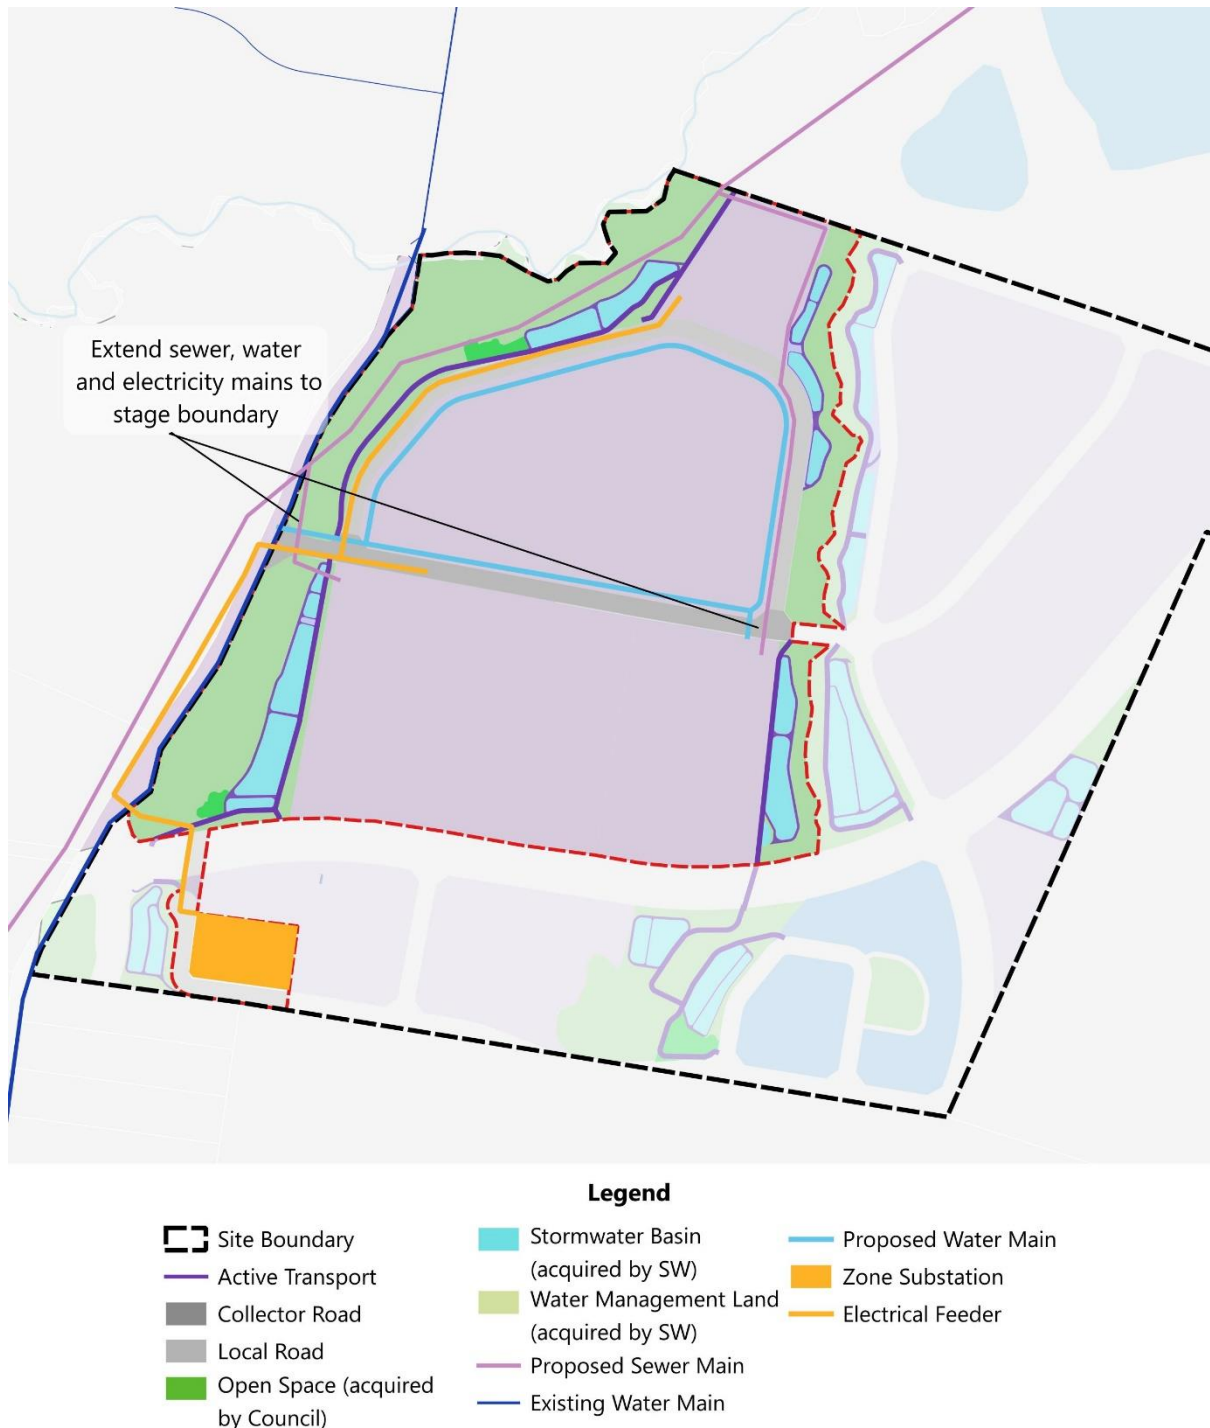 Extend sewer, water
and electricity mains to
stage boundary
Legend
Site Boundary
Active Transport
Collector Road
Local Road
Open Space (acquired
by Council)
Stormwater Basin
(acquired by SW)
Water Management Land
(acquired by SW)
Proposed Sewer Main
Existing Water Main
Proposed Water Main
Zone Substation
Electrical Feeder